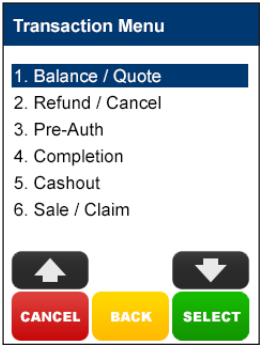 Transaction Menu
1. Balance / Quote
2. Refund / Cancel
3. Pre-Auth
4. Completion
5. Cashout
6. Sale / Claim
CANCEL BACK SELECT